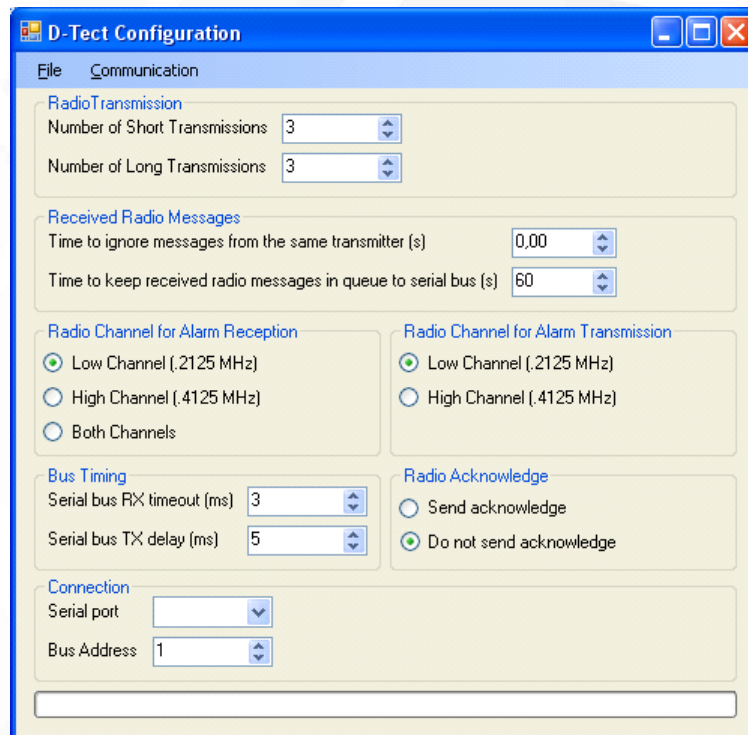 D-Tect Configuration
File Communication
RadioTransmission
Number of Short Transmissions 3
Number of Long Transmissions 3
Received Radio Messages
Time to ignore messages from the same transmitter (s) 0,00
Time to keep received radio messages in queue to serial bus (s) 60
Radio Channel for Alarm Reception
Low Channel (.2125 MHz)
High Channel (.4125 MHz)
Both Channels
Radio Channel for Alarm Transmission
Low Channel (.2125 MHz)
High Channel (.4125 MHz)
Bus Timing
Serial bus RX timeout (ms) 3
Serial bus TX delay (ms) 5
Radio Acknowledge
Send acknowledge
Do not send acknowledge
Connection
Serial port
Bus Address 1